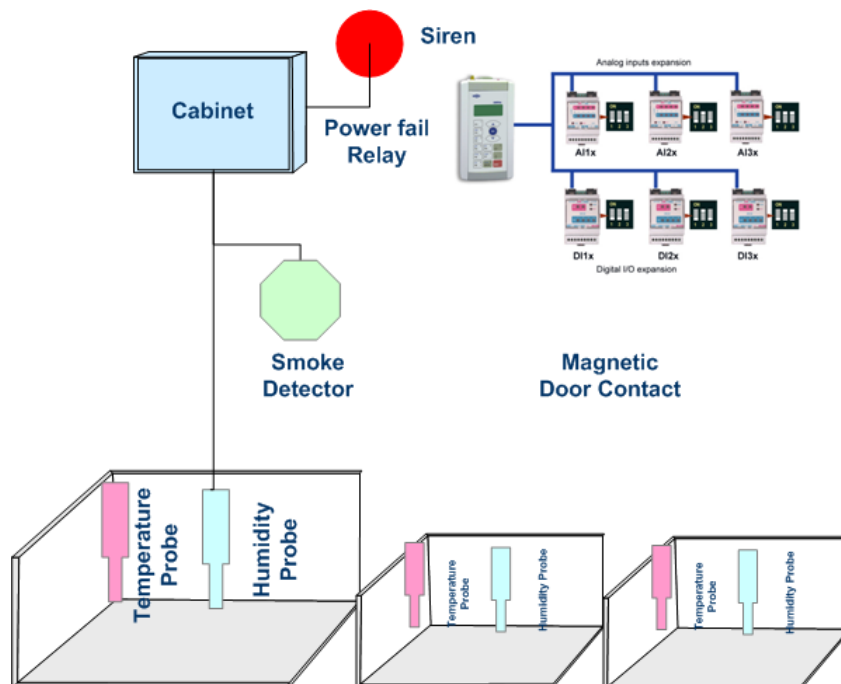 Siren
Cabinet
Power fail
Relay
Analog inputs expansion
AI1x
AI2x
AI3x
DI1x
DI2x
DI3x
Digital I/O expansion
Smoke
Detector
Magnetic
Door Contact
Temperature
Probe
Humidity
Probe
Temperature
Probe
Humidity Probe
Temperature
Probe
Humidity Probe